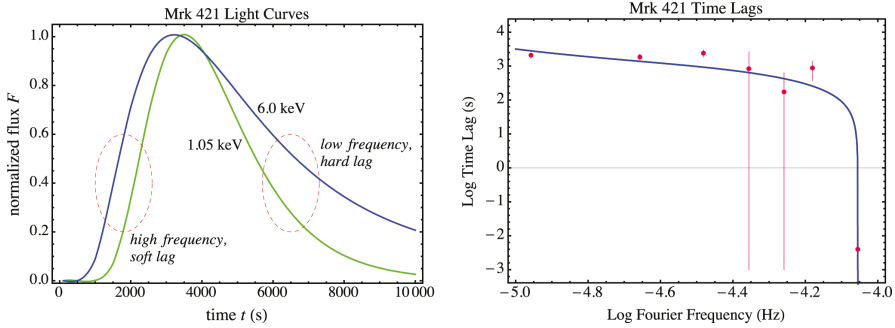 Mrk 421 Light Curves
normalized flux F
1.0
0.8
0.6
0.4
0.2
0.0
6.0 keV
1.05 keV
low frequency,
hard lag
high frequency,
soft lag
0
2000
4000
6000
8000
10 000
time t (s)
Mrk 421 Time Lags
Log Time Lag (s)
4
3
2
1
0
−1
−2
−3
−5.0
−4.8
−4.6
−4.4
−4.2
−4.0
Log Fourier Frequency (Hz)